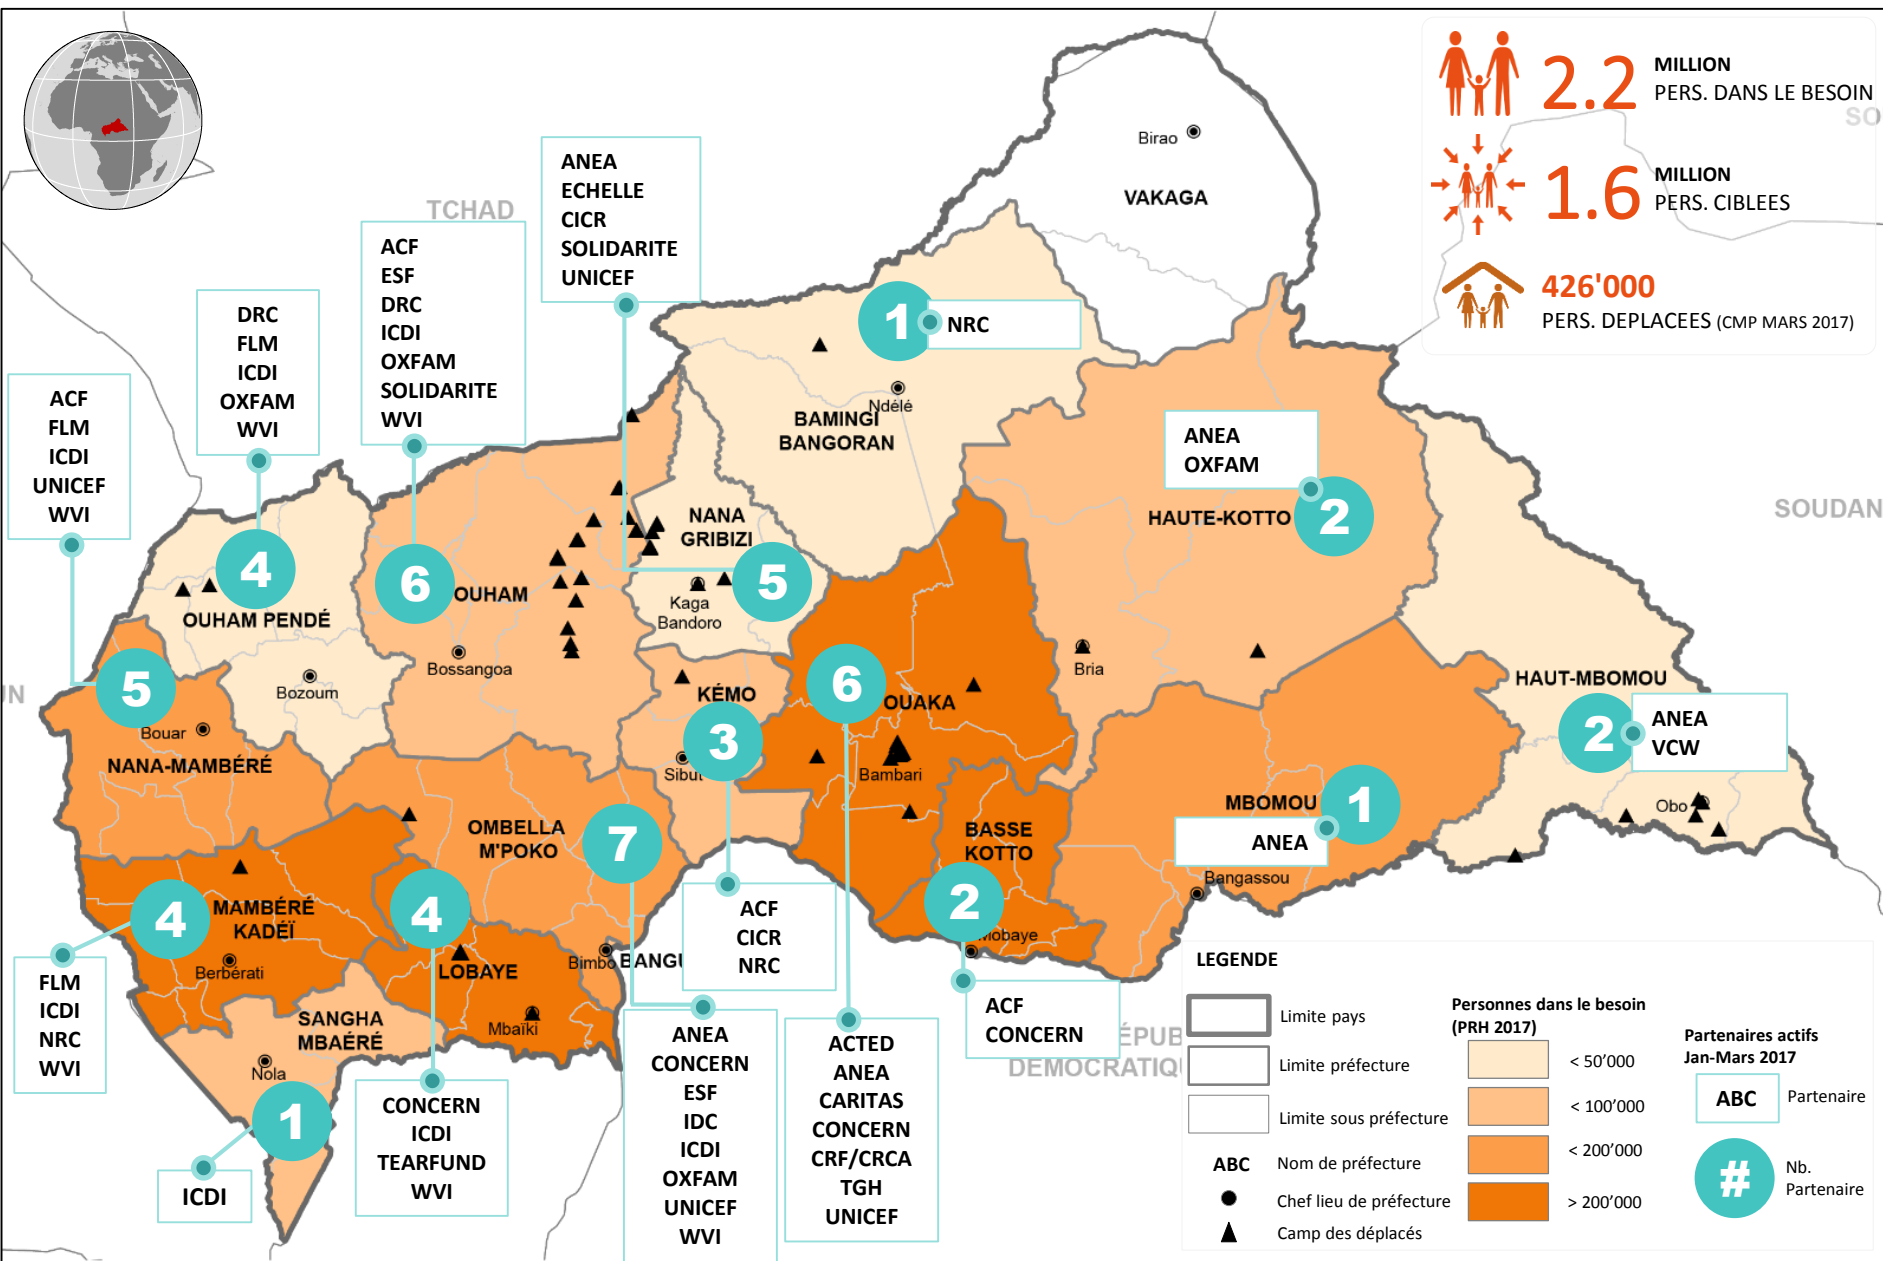 2.2
MILLION
PERS. DANS LE BESOIN
1.6
MILLION
PERS. CIBLEES
426'000
PERS. DEPLACEES (CMP MARS 2017)
SO
TCHAD
SOUDAN
UN
Birao
VAKAGA
ANEA
ECHELLE
CICR
SOLIDARITE
UNICEF
ACF
ESF
DRC
ICDI
OXFAM
SOLIDARITE
WVI
DRC
FLM
ICDI
OXFAM
WVI
ACF
FLM
ICDI
UNICEF
WVI
1
NRC
Ndélé
BAMINGI
BANGORAN
ANEA
OXFAM
HAUTE-KOTTO
2
NANA
GRIBIZI
5
Kaga
Bandoro
4
OUHAM PENDÉ
6
OUHAM
Bossangoa
Bozoum
5
Bouar
NANA-MAMBÉRÉ
KÉMO
3
Sibut
6
OUAKA
Bambari
Bria
HAUT-MBOMOU
2
ANEA
VCW
Obo
MBOMOU
1
ANEA
Bangassou
BASSE
KOTTO
2
Mobaye
OMBELLA
M'POKO
7
MAMBÉRÉ
KADÉÏ
4
Berbérati
4
LOBAYE
Bimbo
BANGU
Mbaïki
SANGHA
MBAÉRÉ
Nola
1
ICDI
FLM
ICDI
NRC
WVI
CONCERN
ICDI
TEARFUND
WVI
ACF
CICR
NRC
ANEA
CONCERN
ESF
IDC
ICDI
OXFAM
UNICEF
WVI
ACTED
ANEA
CARITAS
CONCERN
CRF/CRCA
TGH
UNICEF
ACF
CONCERN
ÉPUB
DEMOCRATIQU
LEGENDE
Limite pays
Limite préfecture
Limite sous préfecture
ABC
Nom de préfecture
Chef lieu de préfecture
Camp des déplacés
Personnes dans le besoin
(PRH 2017)
< 50'000
< 100'000
< 200'000
> 200'000
Partenaires actifs
Jan-Mars 2017
ABC
Partenaire
#
Nb.
Partenaire